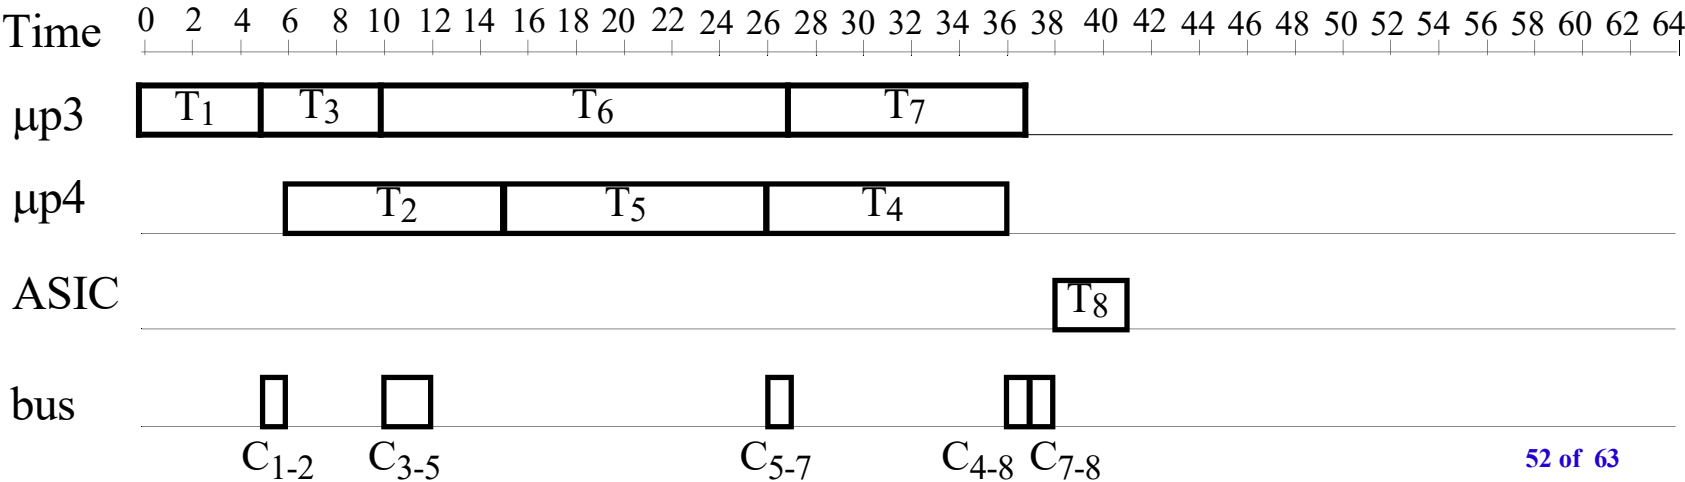 Time 0 2 4 6 8 10 12 14 16 18 20 22 24 26 28 30 32 34 36 38 40 42 44 46 48 50 52 54 56 58 60 62 64
μp3 T1 T3 T6 T7
μp4 T2 T5 T4
ASIC T8
bus
C1-2 C3-5 C5-7 C4-8 C7-8 52 of 63